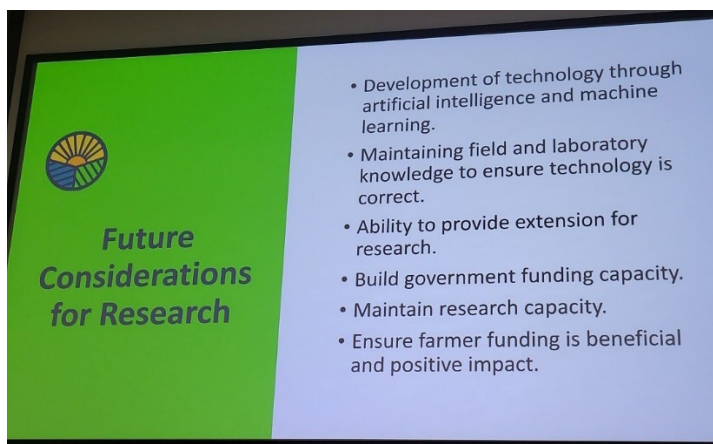 Future
Considerations
for Research
• Development of technology through
artificial intelligence and machine
learning.
• Maintaining field and laboratory
knowledge to ensure technology is
correct.
• Ability to provide extension for
research.
• Build government funding capacity.
• Maintain research capacity.
• Ensure farmer funding is beneficial
and positive impact.